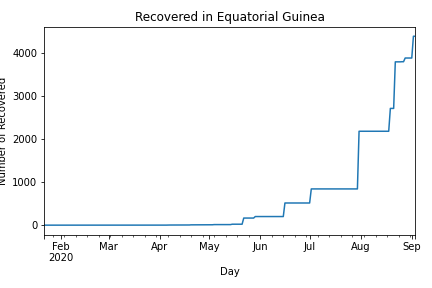 Recovered in Equatorial Guinea
Number of Recovered
4000
3000
2000
1000
0
Feb Mar Apr May Jun Jul Aug Sep
2020
Day